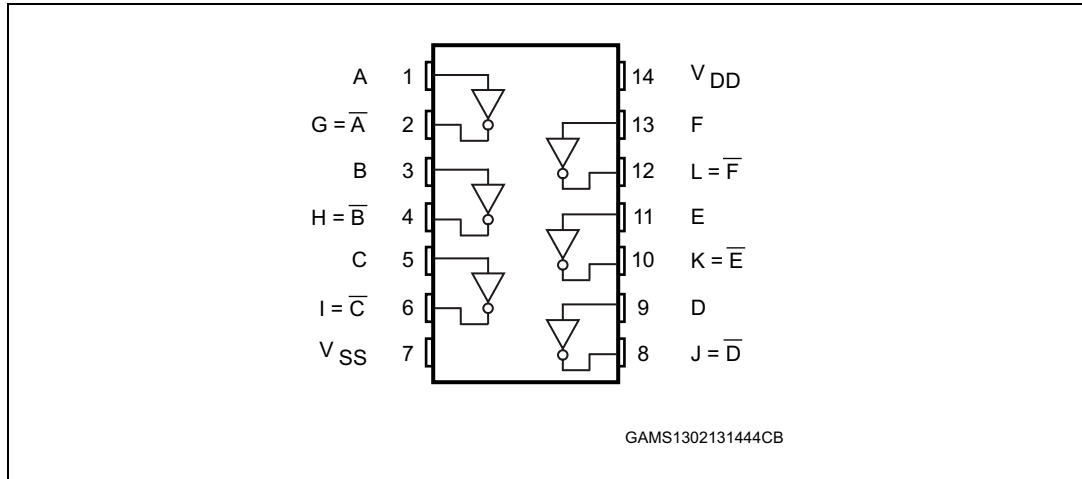 A 1 14 V DD
G = A̅ 2 13 F
B 3 12 L = F̅
H = B̅ 4 11 E
C 5 10 K = E̅
I = C̅ 6 9 D
V SS 7 8 J = D̅
GAMS1302131444CB